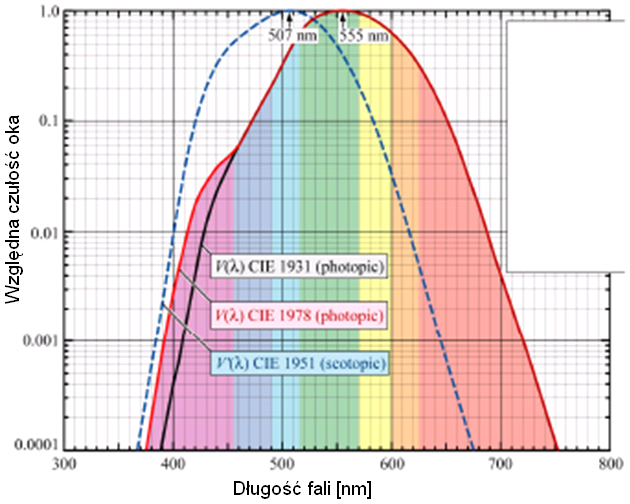 1.0
507 nm
555 nm
0.1
0.01
0.001
0.0001
Względna czułość oka
V(λ) CIE 1931 (photopic)
V(λ) CIE 1978 (photopic)
V'(λ) CIE 1951 (scotopic)
300 400 500 600 700 800
Długość fali [nm]